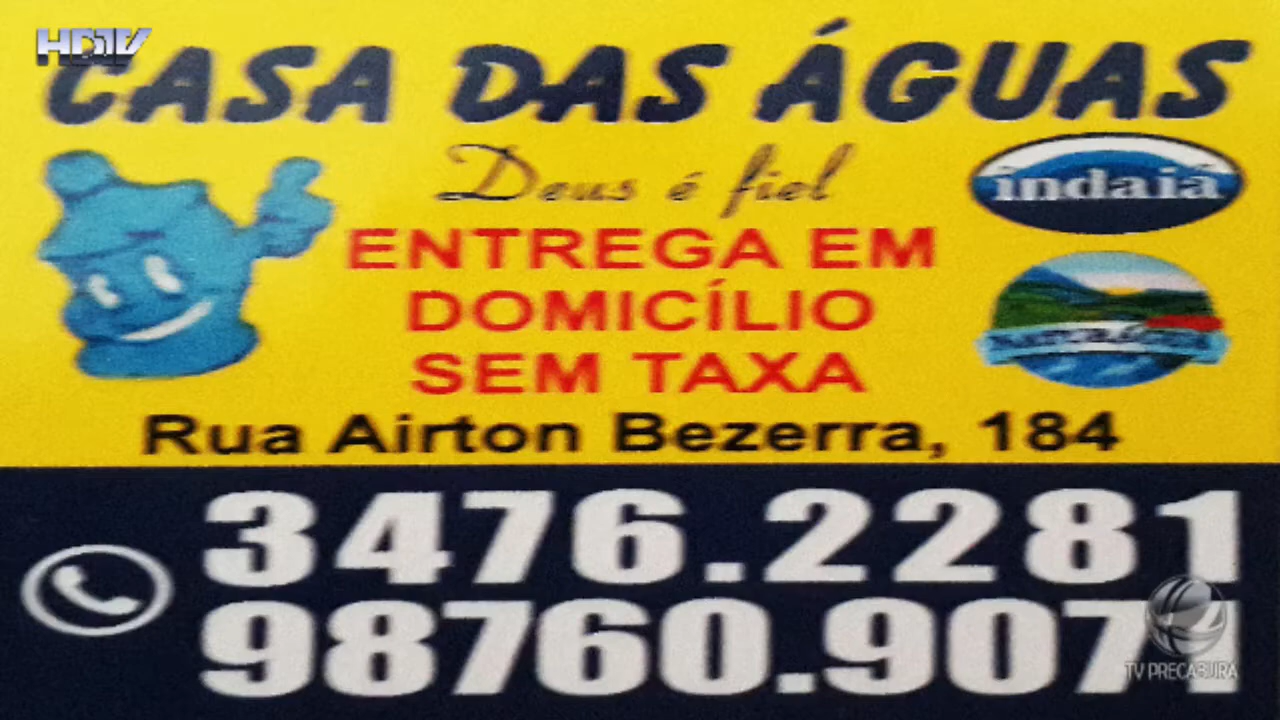 HDTV
CASA DAS ÁGUAS
Deus é fiel
indaiá
ENTREGA EM
DOMICÍLIO
SEM TAXA
NATURÁGUA
Rua Airton Bezerra, 184
3476.2281
98760.9071
TV PRECABURA